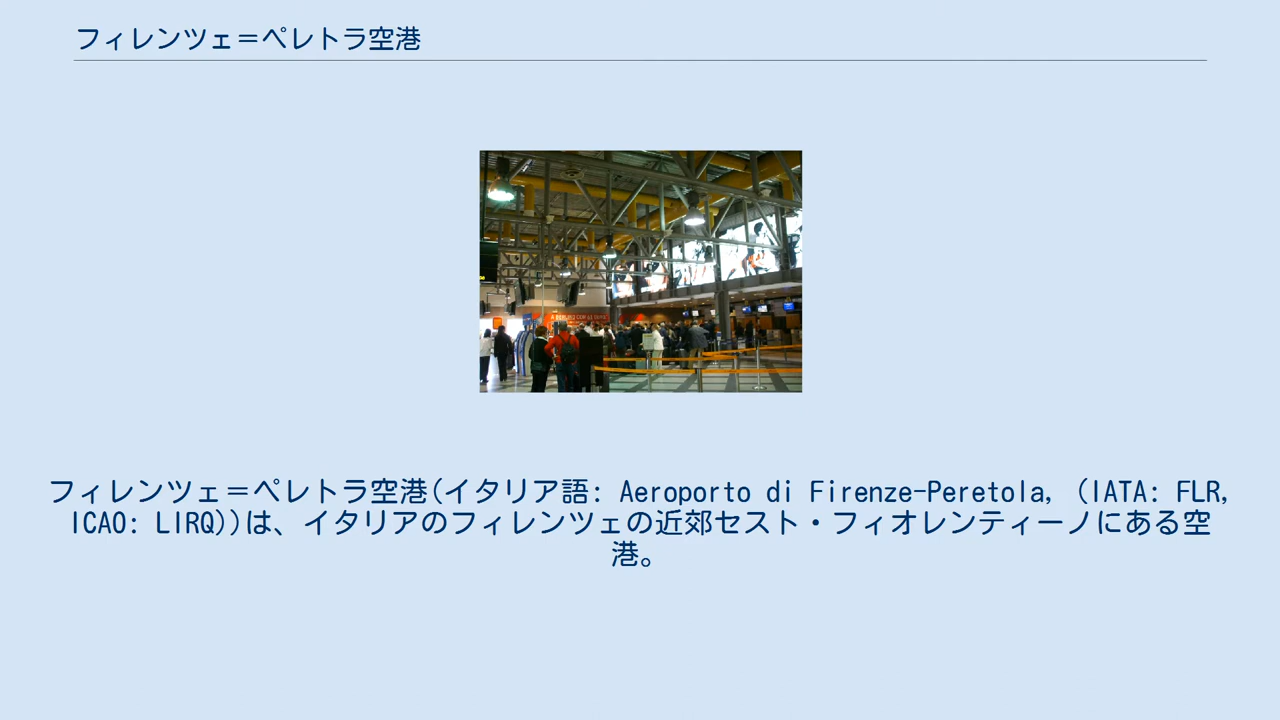 フィレンツェ＝ペレトラ空港
フィレンツェ＝ペレトラ空港(イタリア語: Aeroporto di Firenze-Peretola, (IATA: FLR,
ICAO: LIRQ))は、イタリアのフィレンツェの近郊セスト・フィオレンティーノにある空
港。